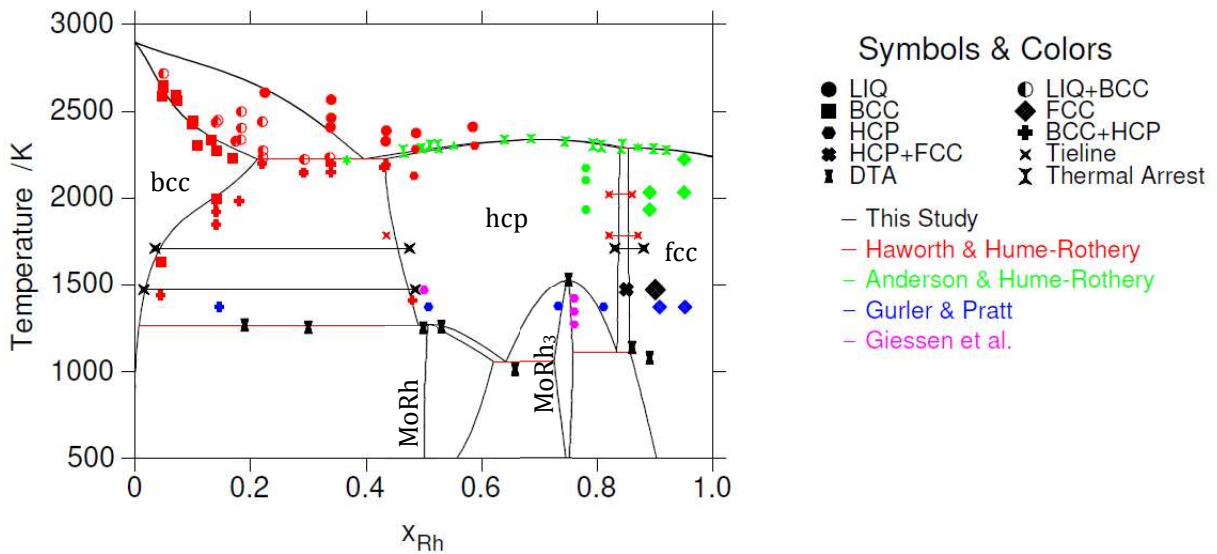 3000
2500
2000
1500
1000
500
Temperature /K
0
0.2
0.4
0.6
0.8
1.0
xRh
bcc
hcp
fcc
MoRh
MoRh₃
Symbols & Colors
LIQ
LIQ+BCC
BCC
FCC
HCP
BCC+HCP
HCP+FCC
Tieline
DTA
Thermal Arrest
This Study
Haworth & Hume-Rothery
Anderson & Hume-Rothery
Gurler & Pratt
Giessen et al.